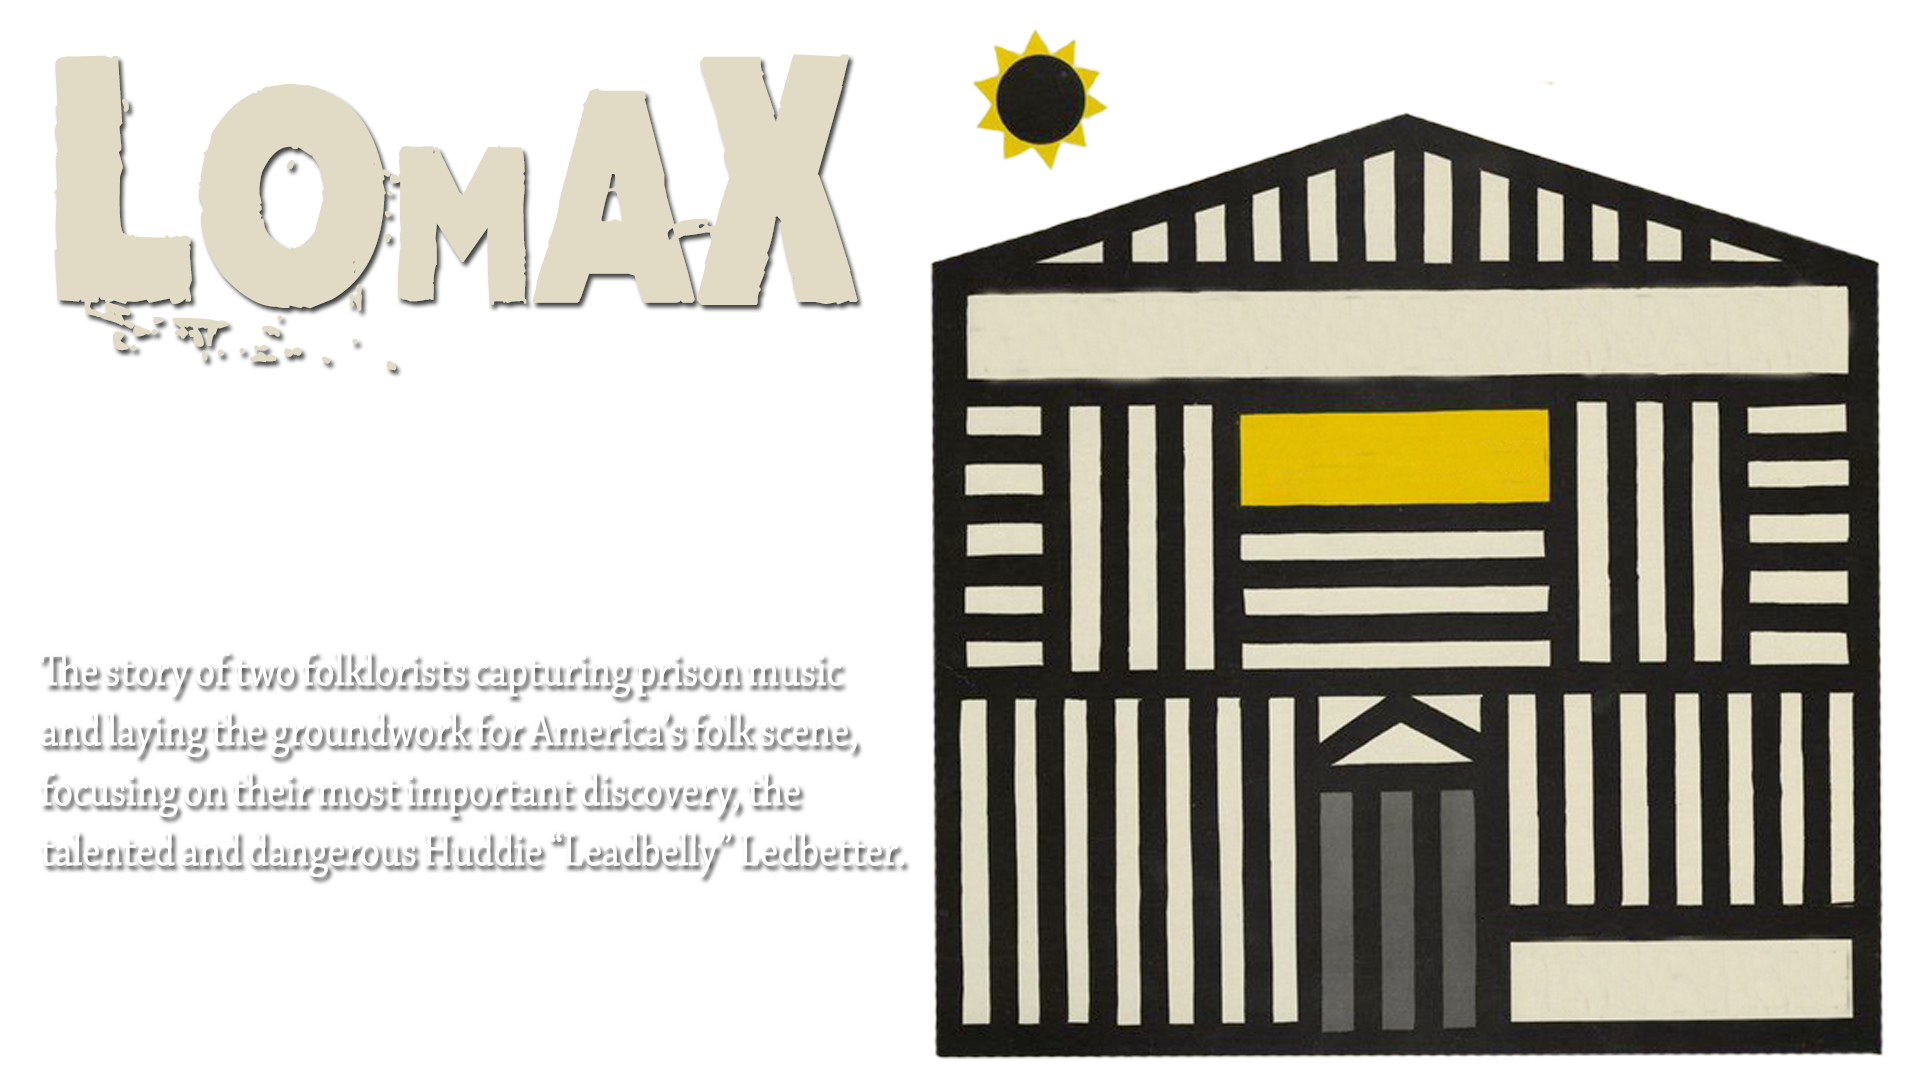 LOMAX
The story of two folklorists capturing prison music
and laying the groundwork for America’s folk scene,
focusing on their most important discovery, the
talented and dangerous Huddie “Leadbelly” Ledbetter.